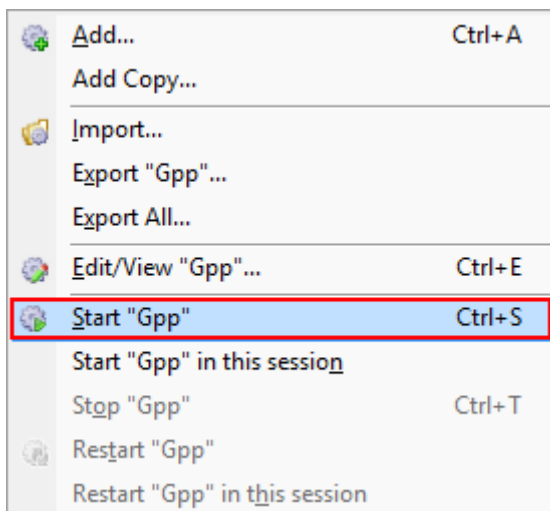 Add... Ctrl+A
Add Copy...
Import...
Export "Gpp"...
Export All...
Edit/View "Gpp"... Ctrl+E
Start "Gpp" Ctrl+S
Start "Gpp" in this session
Stop "Gpp" Ctrl+T
Restart "Gpp"
Restart "Gpp" in this session